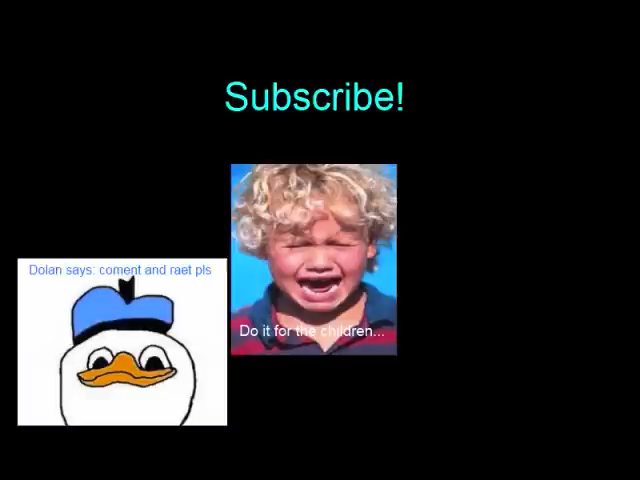 Subscribe!
Dolan says: coment and raet pls
Do it for the children...